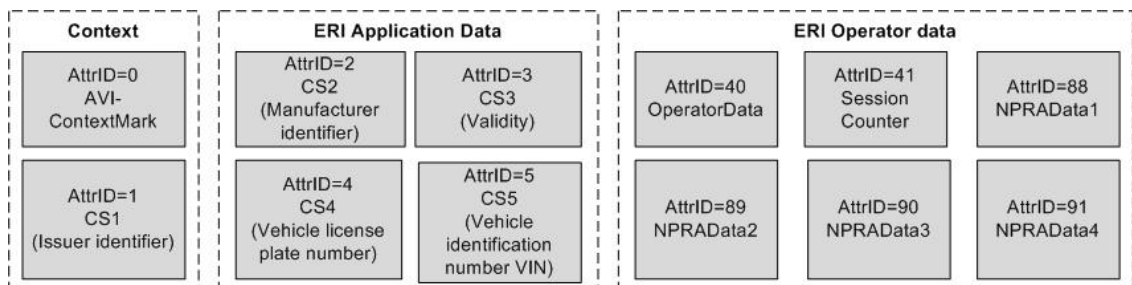 Context
AttrID=0
AVI-
ContextMark
AttrID=1
CS1
(Issuer identifier)
ERI Application Data
AttrID=2
CS2
(Manufacturer
identifier)
AttrID=3
CS3
(Validity)
AttrID=4
CS4
(Vehicle license
plate number)
AttrID=5
CS5
(Vehicle
identification
number VIN)
ERI Operator data
AttrID=40
OperatorData
AttrID=41
Session
Counter
AttrID=88
NPRAData1
AttrID=89
NPRAData2
AttrID=90
NPRAData3
AttrID=91
NPRAData4